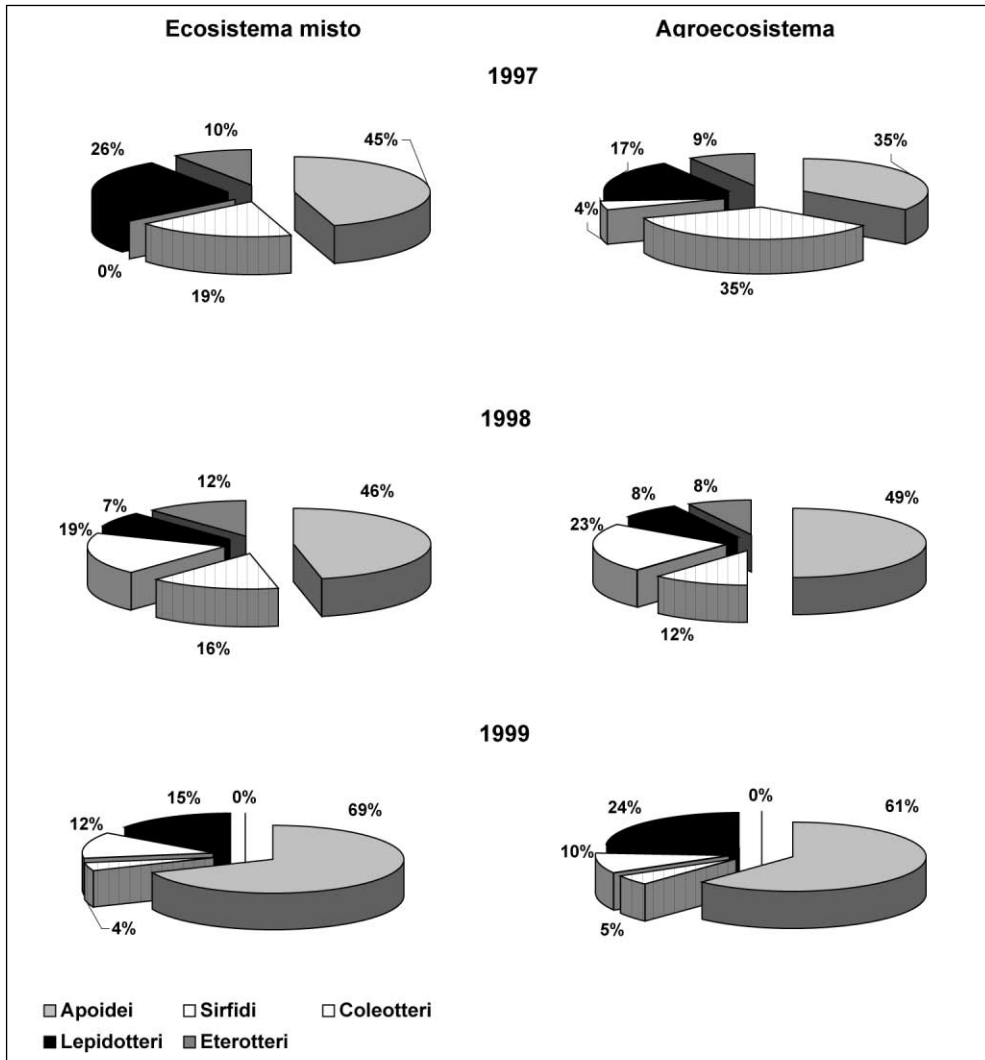 Ecosistema misto Agroecosistema
1997
26% 10% 45% 0% 19%
17% 9% 35% 4% 35%
1998
19% 7% 12% 46% 16%
23% 8% 8% 49% 12%
1999
12% 15% 0% 69% 4%
10% 24% 0% 61% 5%
Apoidei Sirfidi Coleotteri
Lepidotteri Eterotteri